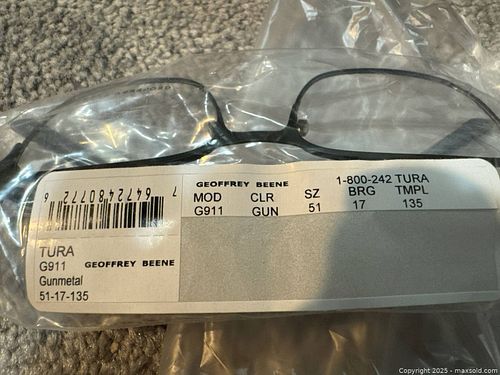 GEOFFREY BEENE
1-800-242 TURA
MOD CLR SZ BRG TMPL
G911 GUN 51 17 135
7 64724 80772 6
TURA
G911 GEOFFREY BEENE
Gunmetal
51-17-135
Copyright 2025 - maxsold.com